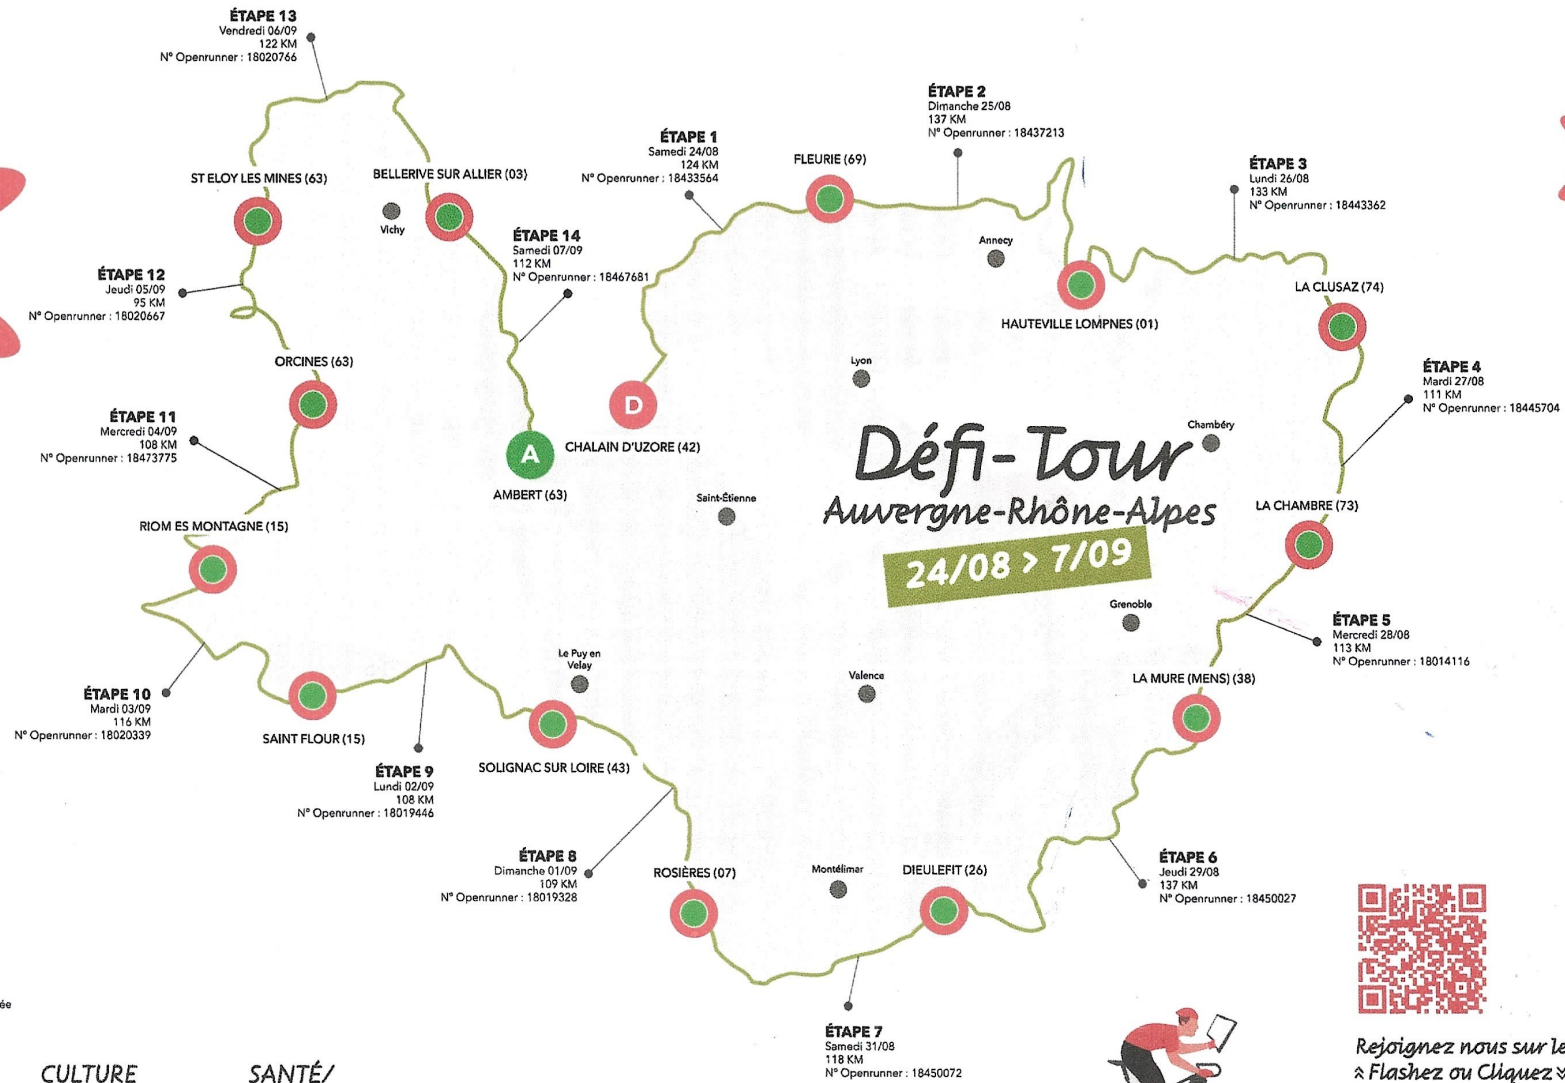 ÉTAPE 13
Vendredi 06/09
122 KM
N° Openrunner : 18020766
ÉTAPE 2
Dimanche 25/08
137 KM
N° Openrunner : 18437213
ÉTAPE 1
Samedi 24/08
124 KM
N° Openrunner : 18433564
FLEURIE (69)
ÉTAPE 3
Lundi 26/08
133 KM
N° Openrunner : 18443362
ST ELOY LES MINES (63)
BELLERIVE SUR ALLIER (03)
Vichy
ÉTAPE 14
Samedi 07/09
112 KM
N° Openrunner : 18467681
Annecy
ÉTAPE 12
Jeudi 05/09
95 KM
N° Openrunner : 18020667
LA CLUSAZ (74)
HAUTEVILLE LOMPNES (01)
ORCINES (63)
Lyon
ÉTAPE 4
Mardi 27/08
111 KM
N° Openrunner : 18445704
D
CHALAIN D'UZORE (42)
ÉTAPE 11
Mercredi 04/09
108 KM
N° Openrunner : 18473775
A
AMBERT (63)
Chambéry
Défi-Tour
Auvergne-Rhône-Alpes
24/08 > 7/09
Saint-Étienne
LA CHAMBRE (73)
RIOM ES MONTAGNE (15)
Grenoble
ÉTAPE 5
Mercredi 28/08
113 KM
N° Openrunner : 18014116
Le Puy en
Velay
Valence
LA MURE (MENS) (38)
ÉTAPE 10
Mardi 03/09
116 KM
N° Openrunner : 18020339
SAINT FLOUR (15)
SOLIGNAC SUR LOIRE (43)
ÉTAPE 9
Lundi 02/09
108 KM
N° Openrunner : 18019446
ÉTAPE 8
Dimanche 01/09
109 KM
N° Openrunner : 18019328
ROSIÈRES (07)
Montélimar
DIEULEFIT (26)
ÉTAPE 6
Jeudi 29/08
137 KM
N° Openrunner : 18450027
ÉTAPE 7
Samedi 31/08
118 KM
N° Openrunner : 18450072
ée
CULTURE
SANTÉ/
Rejoignez nous sur le
Flashez ou Cliquez